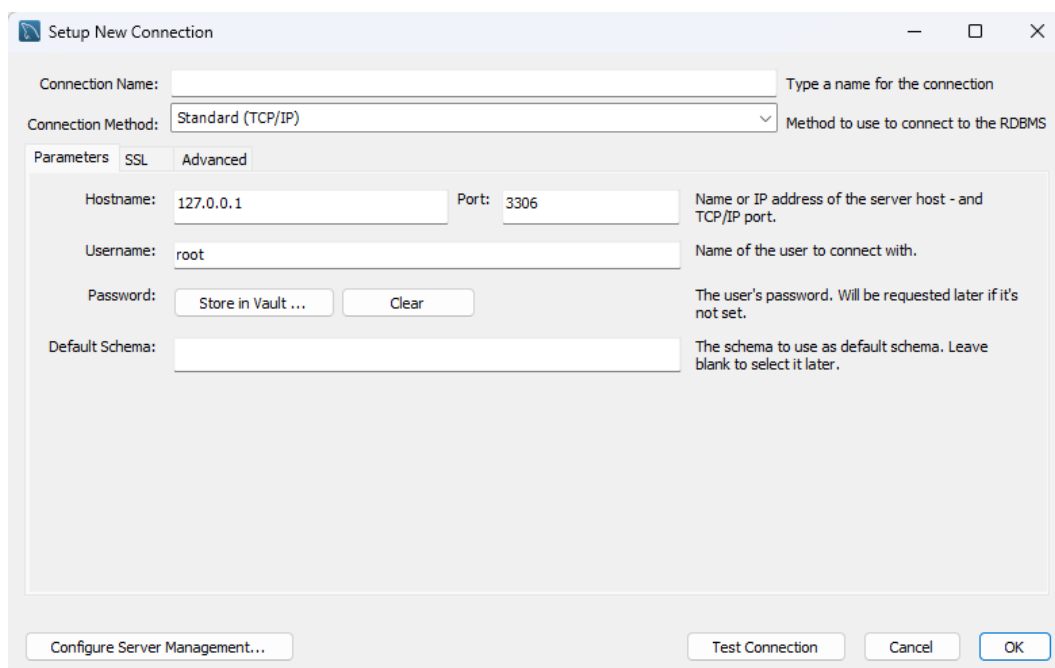 Setup New Connection
Connection Name:
Type a name for the connection
Connection Method:
Standard (TCP/IP)
Method to use to connect to the RDBMS
Parameters
SSL
Advanced
Hostname:
127.0.0.1
Port:
3306
Name or IP address of the server host - and
TCP/IP port.
Username:
root
Name of the user to connect with.
Password:
Store in Vault ...
Clear
The user's password. Will be requested later if it's
not set.
Default Schema:
The schema to use as default schema. Leave
blank to select it later.
Configure Server Management...
Test Connection
Cancel
OK